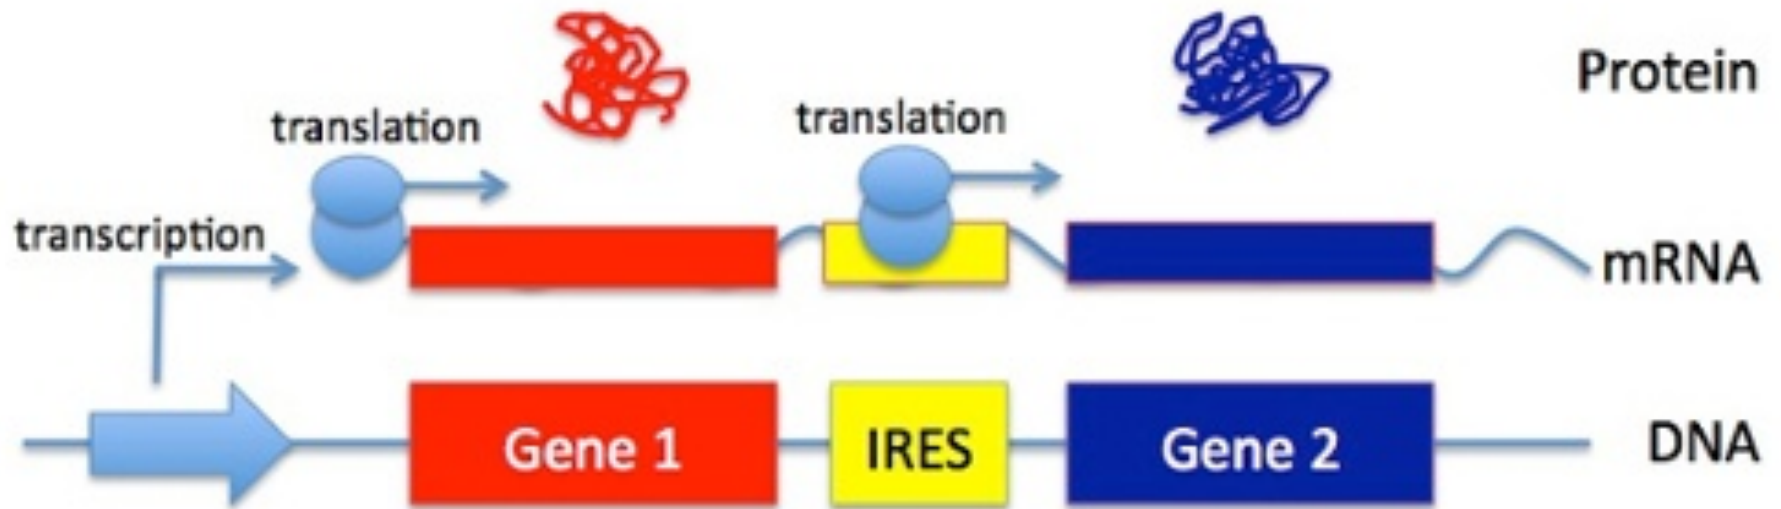 Protein
translation
translation
transcription
mRNA
Gene 1
IRES
Gene 2
DNA